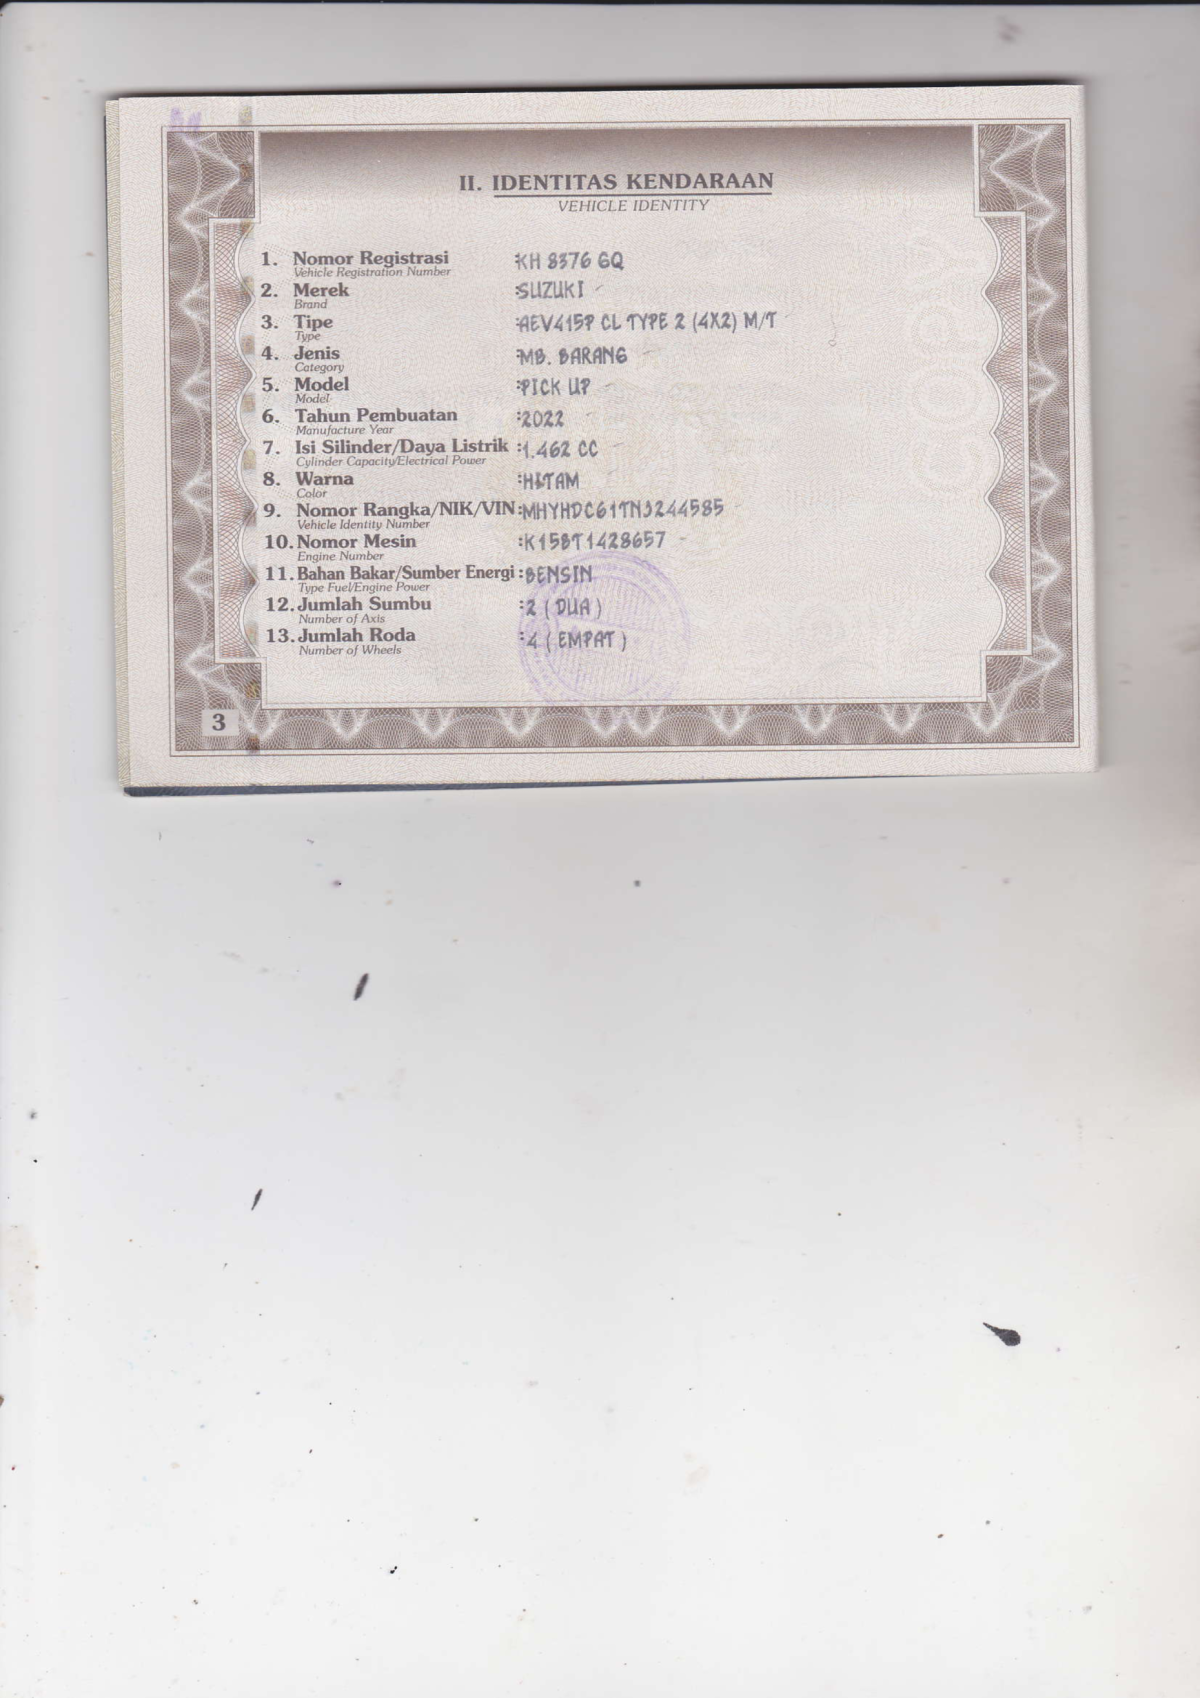 II. IDENTITAS KENDARAAN
VEHICLE IDENTITY
1. Nomor Registrasi :KH 8376 GQ
Vehicle Registration Number
2. Merek :SUZUKI
Brand
3. Tipe :AEV415P CL TYPE 2 (4X2) M/T
Type
4. Jenis :MB. BARANG
Category
5. Model :PICK UP
Model
6. Tahun Pembuatan :2022
Manufacture Year
7. Isi Silinder/Daya Listrik :1.462 CC
Cylinder Capacity/Electrical Power
8. Warna :HITAM
Color
9. Nomor Rangka/NIK/VIN :MHYHDC61TNJ244585
Vehicle Identity Number
10. Nomor Mesin :K15BT1428657
Engine Number
11. Bahan Bakar/Sumber Energi :BENSIN
Type Fuel/Engine Power
12. Jumlah Sumbu :2 ( DUA )
Number of Axis
13. Jumlah Roda :4 ( EMPAT )
Number of Wheels
3